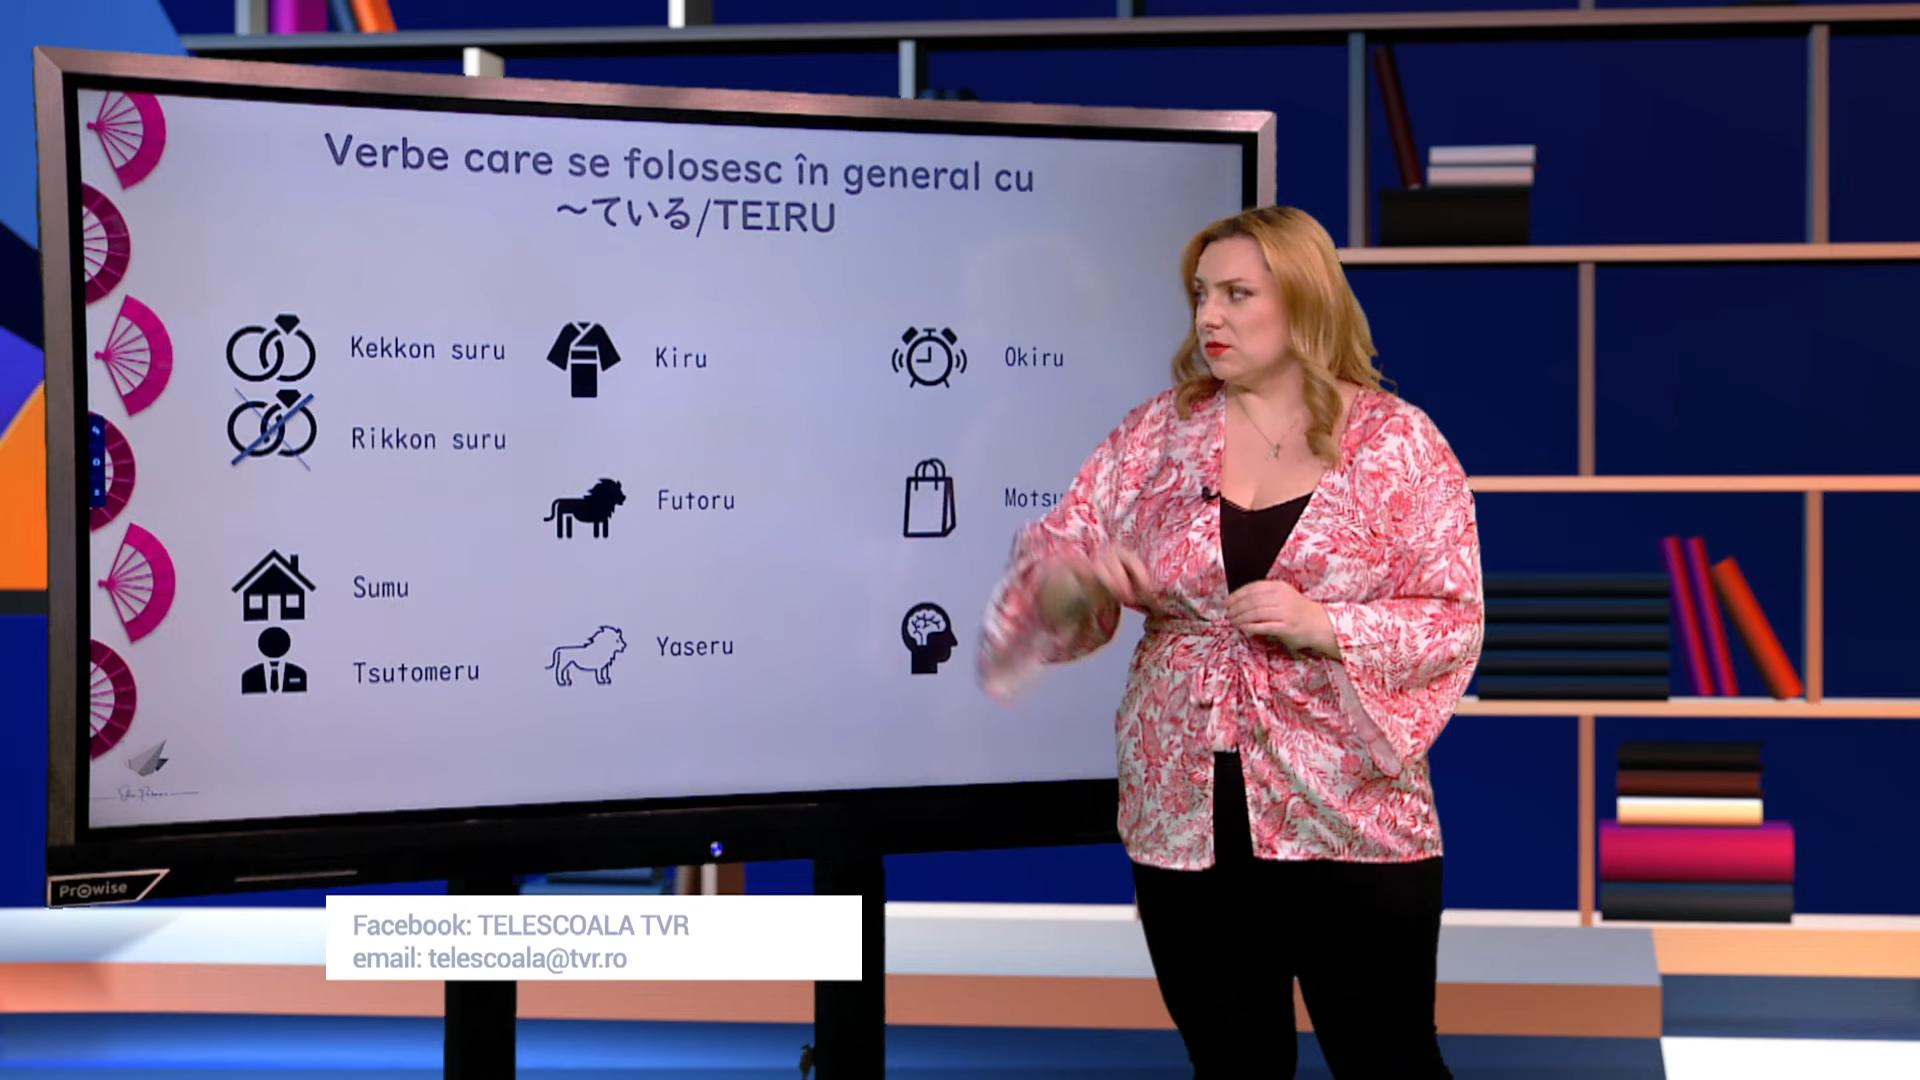 Verbe care se folosesc în general cu
～ている/TEIRU
Kekkon suru
Rikkon suru
Sumu
Tsutomeru
Kiru
Futoru
Yaseru
Okiru
Motsu
Prowise
Facebook: TELESCOALA TVR
email: telescoala@tvr.ro